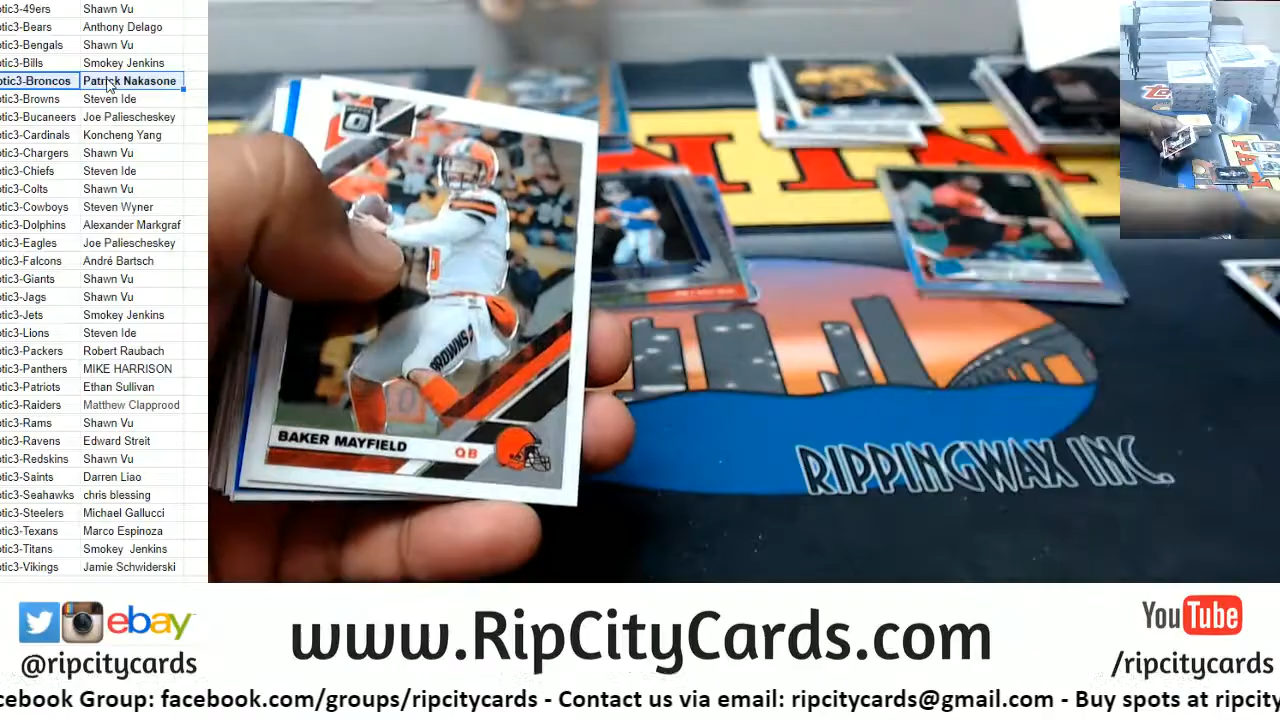 otic3-49ers Shawn Vu
otic3-Bears Anthony Delago
otic3-Bengals Shawn Vu
otic3-Bills Smokey Jenkins
otic3-Broncos Patrick Nakasone
otic3-Browns Steven Ide
otic3-Bucaneers Joe Paliescheskey
otic3-Cardinals Koncheng Yang
otic3-Chargers Shawn Vu
otic3-Chiefs Steven Ide
otic3-Colts Shawn Vu
otic3-Cowboys Steven Wyner
otic3-Dolphins Alexander Markgraf
otic3-Eagles Joe Paliescheskey
otic3-Falcons André Bartsch
otic3-Giants Shawn Vu
otic3-Jags Shawn Vu
otic3-Jets Smokey Jenkins
otic3-Lions Steven Ide
otic3-Packers Robert Raubach
otic3-Panthers MIKE HARRISON
otic3-Patriots Ethan Sullivan
otic3-Raiders Matthew Clapprood
otic3-Rams Shawn Vu
otic3-Ravens Edward Streit
otic3-Redskins Shawn Vu
otic3-Saints Darren Liao
otic3-Seahawks chris blessing
otic3-Steelers Michael Gallucci
otic3-Texans Marco Espinoza
otic3-Titans Smokey Jenkins
otic3-Vikings Jamie Schwiderski
BROWNS
BAKER MAYFIELD QB
RIPPINGWAX INC.
ebay
@ripcitycards
www.RipCityCards.com
YouTube
/ripcitycards
cebook Group: facebook.com/groups/ripcitycards - Contact us via email: ripcitycards@gmail.com - Buy spots at ripcity